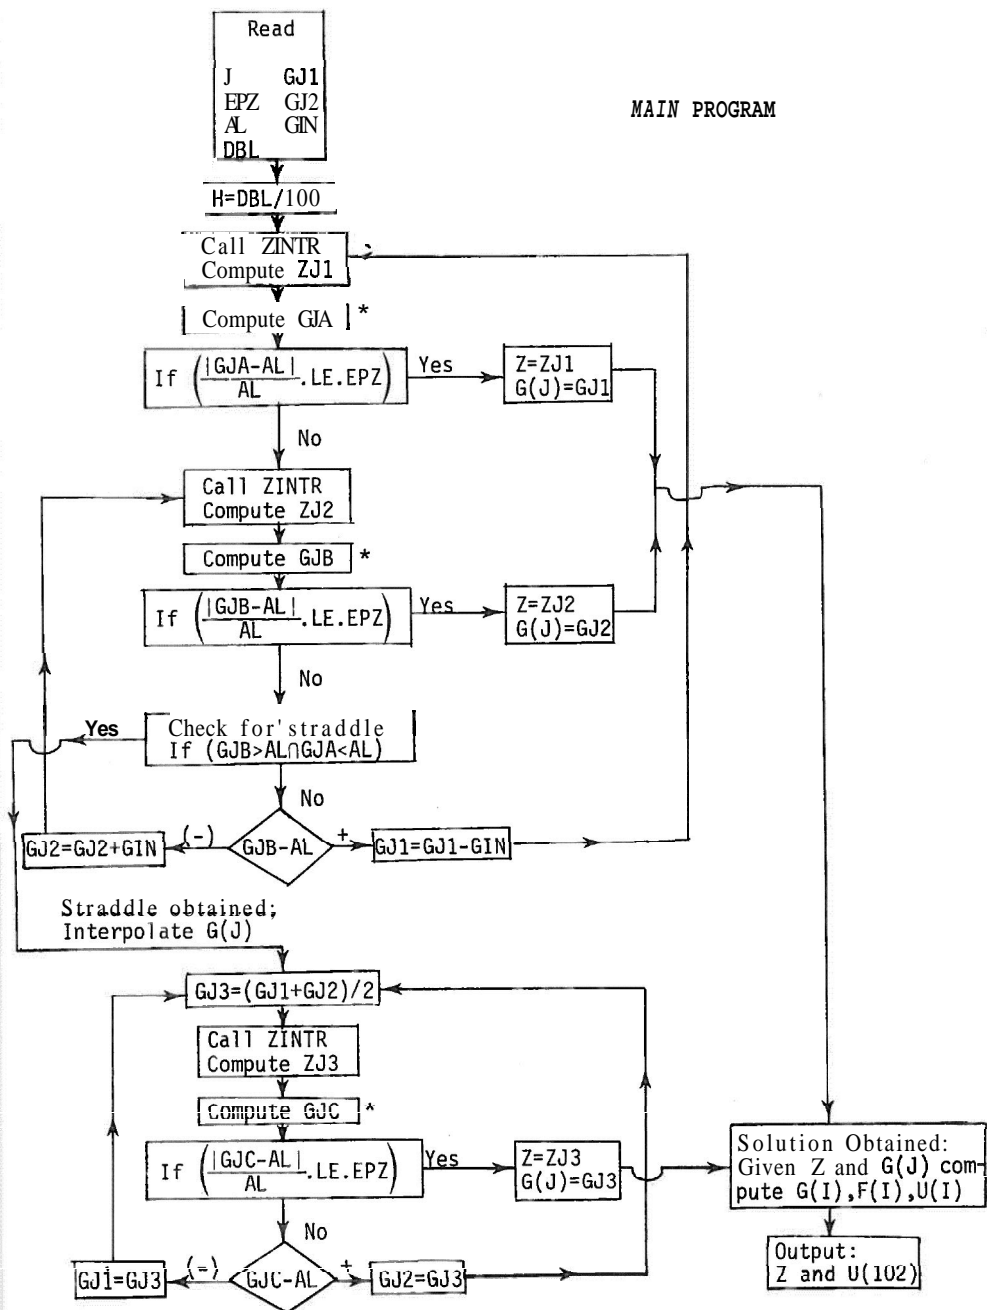 Read
J GJ1
EPZ GJ2
AL GIN
DBL
MAIN PROGRAM
H=DBL/100
Call ZINTR
Compute ZJ1
Compute GJA *
If (|GJA-AL|/AL .LE.EPZ)
Yes
Z=ZJ1
G(J)=GJ1
No
Call ZINTR
Compute ZJ2
Compute GJB *
If (|GJB-AL|/AL .LE.EPZ)
Yes
Z=ZJ2
G(J)=GJ2
No
Yes
Check for'straddle
If (GJB>AL∩GJA<AL)
No
GJ2=GJ2+GIN
(-)
GJB-AL
+
GJ1=GJ1-GIN
Straddle obtained;
Interpolate G(J)
GJ3=(GJ1+GJ2)/2
Call ZINTR
Compute ZJ3
Compute GJC *
If (|GJC-AL|/AL .LE.EPZ)
Yes
Z=ZJ3
G(J)=GJ3
Solution Obtained:
Given Z and G(J) com-
pute G(I),F(I),U(I)
No
GJ1=GJ3
(-)
GJC-AL
+
GJ2=GJ3
Output:
Z and U(102)